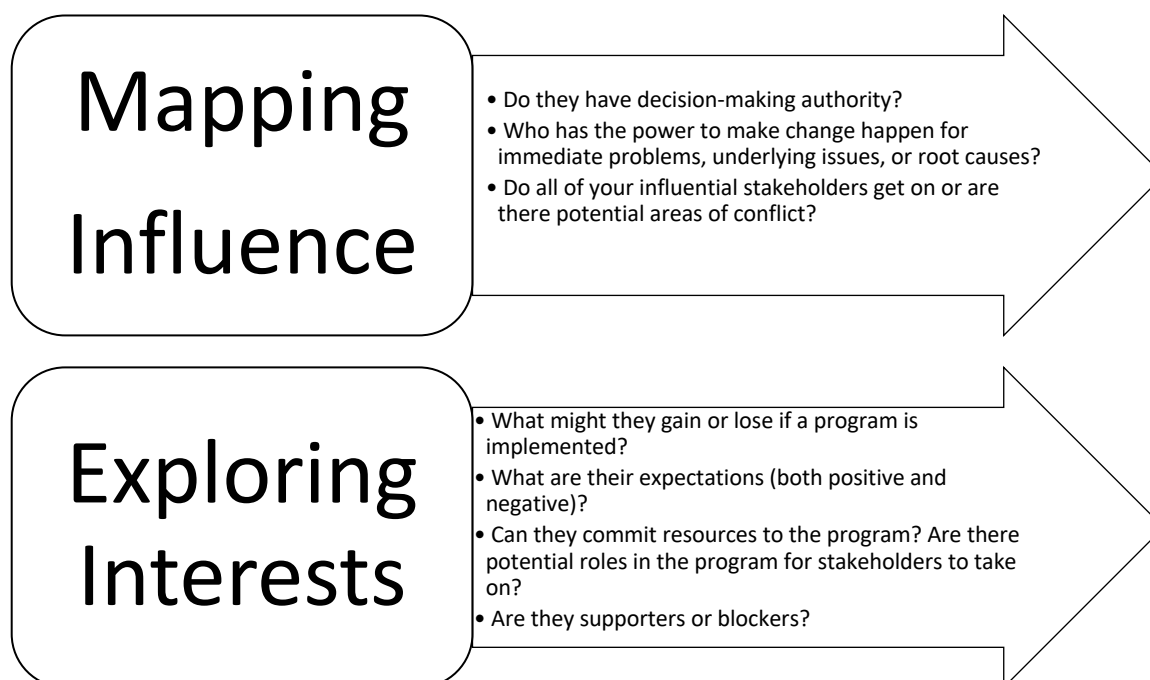 Mapping
Influence
• Do they have decision-making authority?
• Who has the power to make change happen for
immediate problems, underlying issues, or root causes?
• Do all of your influential stakeholders get on or are
there potential areas of conflict?
Exploring
Interests
• What might they gain or lose if a program is
implemented?
• What are their expectations (both positive and
negative)?
• Can they commit resources to the program? Are there
potential roles in the program for stakeholders to take
on?
• Are they supporters or blockers?